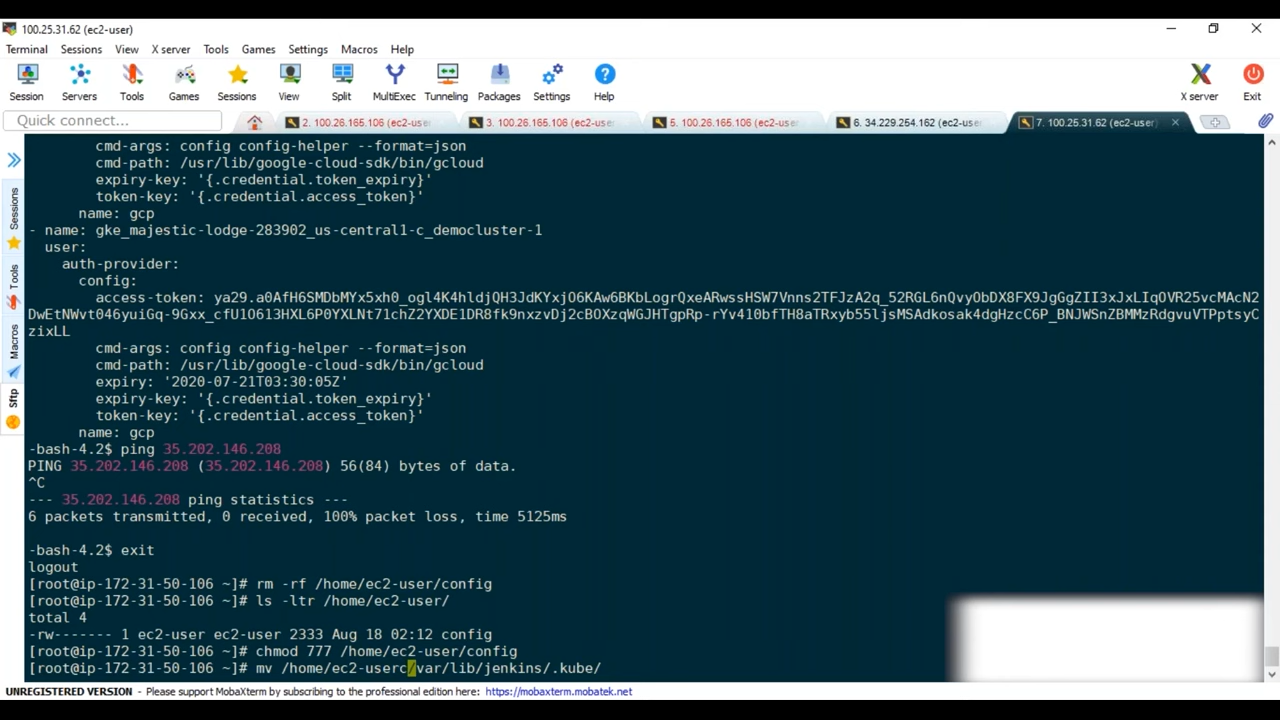 100.25.31.62 (ec2-user)
Terminal Sessions View X server Tools Games Settings Macros Help
Session Servers Tools Games Sessions View Split MultiExec Tunneling Packages Settings Help X server Exit
Quick connect... 2. 100.26.165.106 (ec2-user 3. 100.26.165.106 (ec2-use 5. 100.26.165.106 (ec2-use 6. 34.229.254.162 (ec2-use 7. 100.25.31.62 (ec2-user)
Sessions
Tools
Macros
Sftp
cmd-args: config config-helper --format=json
cmd-path: /usr/lib/google-cloud-sdk/bin/gcloud
expiry-key: '{.credential.token_expiry}'
token-key: '{.credential.access_token}'
name: gcp
- name: gke_majestic-lodge-283902_us-central1-c_democluster-1
user:
auth-provider:
config:
access-token: ya29.a0AfH6SMDbMYx5xh0_ogl4K4hldjQH3JdKYxjO6KAw6BKbLogrQxeARwssHSW7Vnns2TFJzA2q_52RGL6nQvyObDX8FX9JgGgZII3xJxLIqOVR25vcMAcN2
DwEtNWvt046yuiGq-9Gxx_cfU1O613HXL6P0YXLNt71chZ2YXDE1DR8fk9nxzvDj2cBOXzqWGJHTgpRp-rYv410bfTH8aTRxyb55ljsMSAdkosak4dgHzcC6P_BNJWSnZBMMzRdgvuVTPptsyC
zixLL
cmd-args: config config-helper --format=json
cmd-path: /usr/lib/google-cloud-sdk/bin/gcloud
expiry: '2020-07-21T03:30:05Z'
expiry-key: '{.credential.token_expiry}'
token-key: '{.credential.access_token}'
name: gcp
-bash-4.2$ ping 35.202.146.208
PING 35.202.146.208 (35.202.146.208) 56(84) bytes of data.
^C
--- 35.202.146.208 ping statistics ---
6 packets transmitted, 0 received, 100% packet loss, time 5125ms
-bash-4.2$ exit
logout
[root@ip-172-31-50-106 ~]# rm -rf /home/ec2-user/config
[root@ip-172-31-50-106 ~]# ls -ltr /home/ec2-user/
total 4
-rw------- 1 ec2-user ec2-user 2333 Aug 18 02:12 config
[root@ip-172-31-50-106 ~]# chmod 777 /home/ec2-user/config
[root@ip-172-31-50-106 ~]# mv /home/ec2-userc/var/lib/jenkins/.kube/
UNREGISTERED VERSION - Please support MobaXterm by subscribing to the professional edition here: https://mobaxterm.mobatek.net